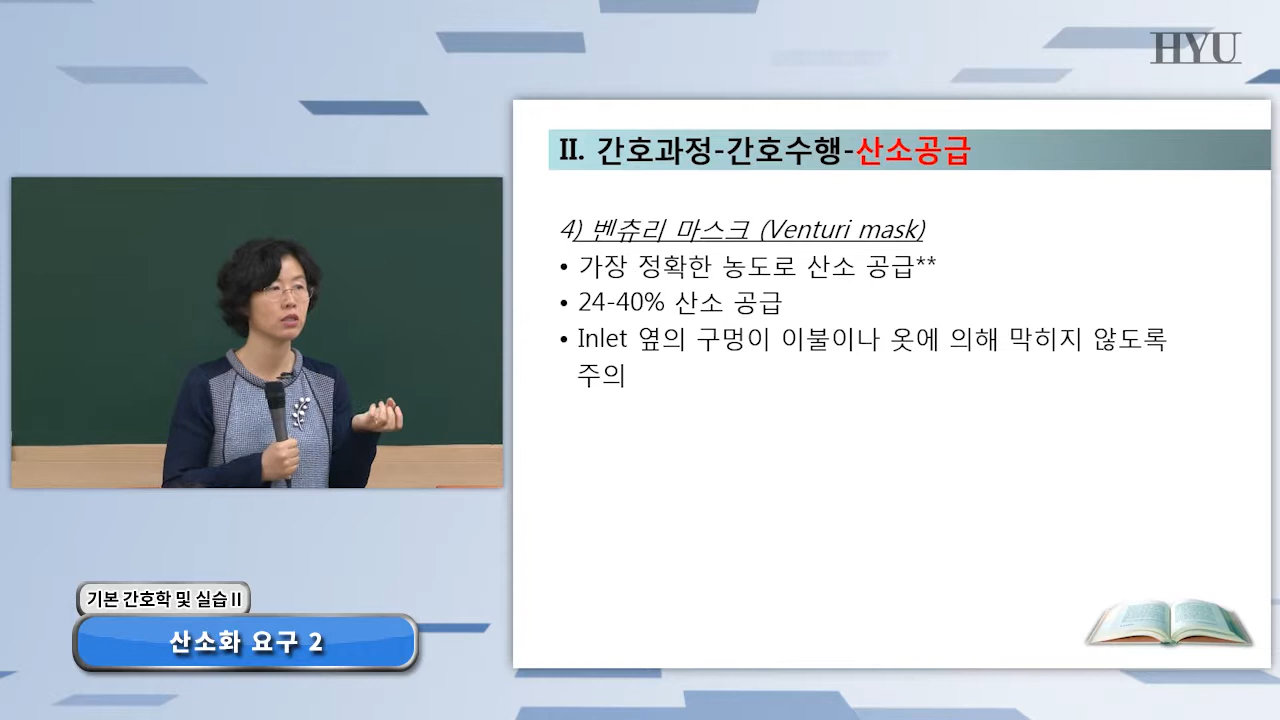 HYU
II. 간호과정-간호수행-산소공급
4) 벤츄리 마스크 (Venturi mask)
• 가장 정확한 농도로 산소 공급**
• 24-40% 산소 공급
• Inlet 옆의 구멍이 이불이나 옷에 의해 막히지 않도록
주의
기본 간호학 및 실습 II
산소화 요구 2